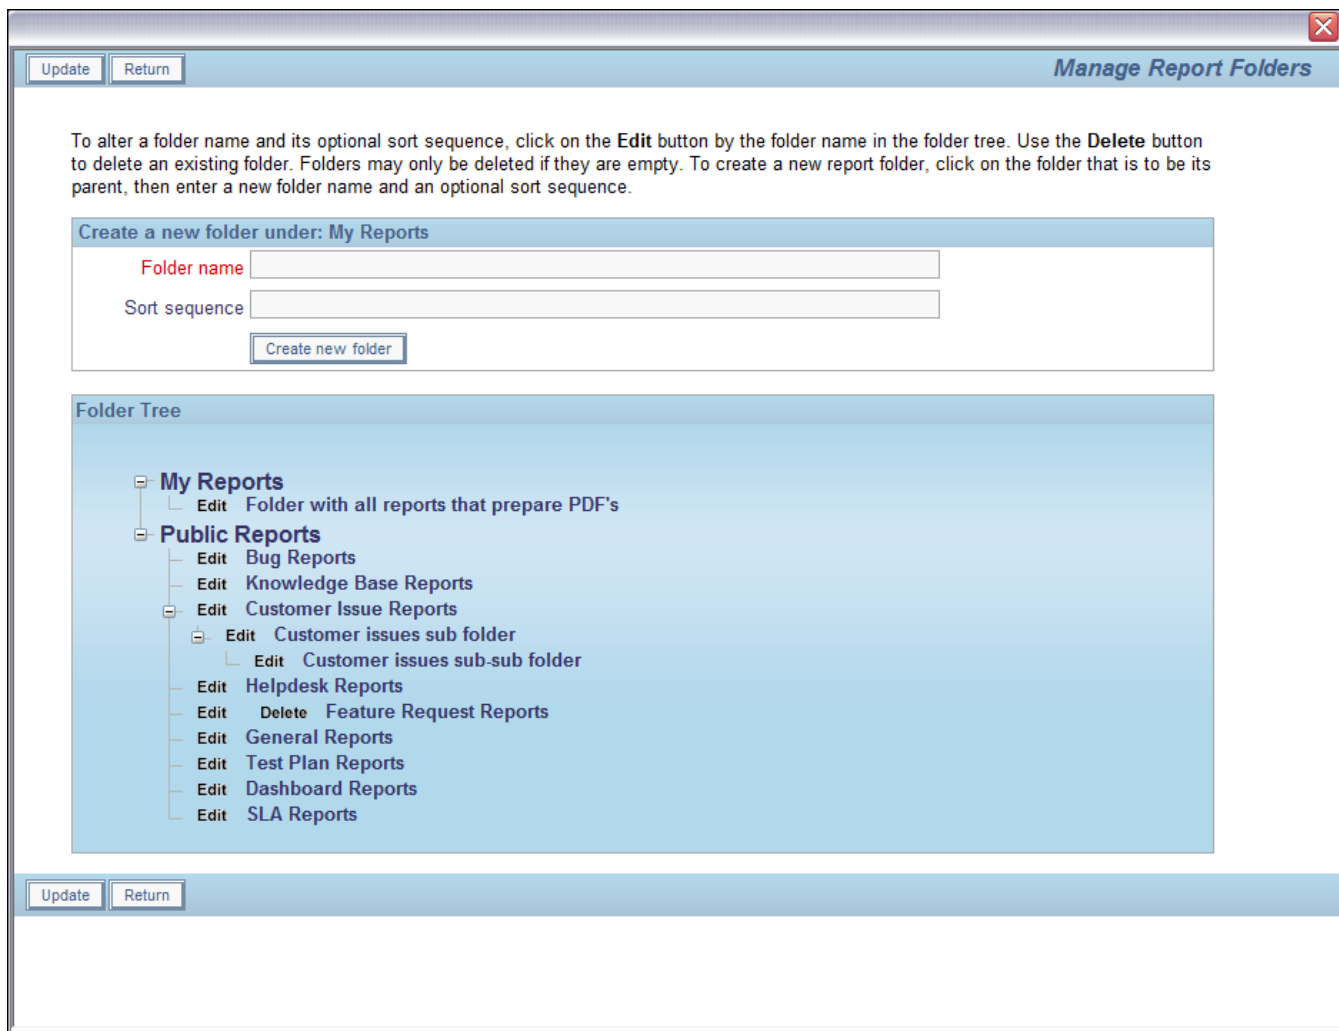 Update Return Manage Report Folders
To alter a folder name and its optional sort sequence, click on the Edit button by the folder name in the folder tree. Use the Delete button
to delete an existing folder. Folders may only be deleted if they are empty. To create a new report folder, click on the folder that is to be its
parent, then enter a new folder name and an optional sort sequence.
Create a new folder under: My Reports
Folder name
Sort sequence
Create new folder
Folder Tree
My Reports
Edit Folder with all reports that prepare PDF's
Public Reports
Edit Bug Reports
Edit Knowledge Base Reports
Edit Customer Issue Reports
Edit Customer issues sub folder
Edit Customer issues sub-sub folder
Edit Helpdesk Reports
Edit Delete Feature Request Reports
Edit General Reports
Edit Test Plan Reports
Edit Dashboard Reports
Edit SLA Reports
Update Return